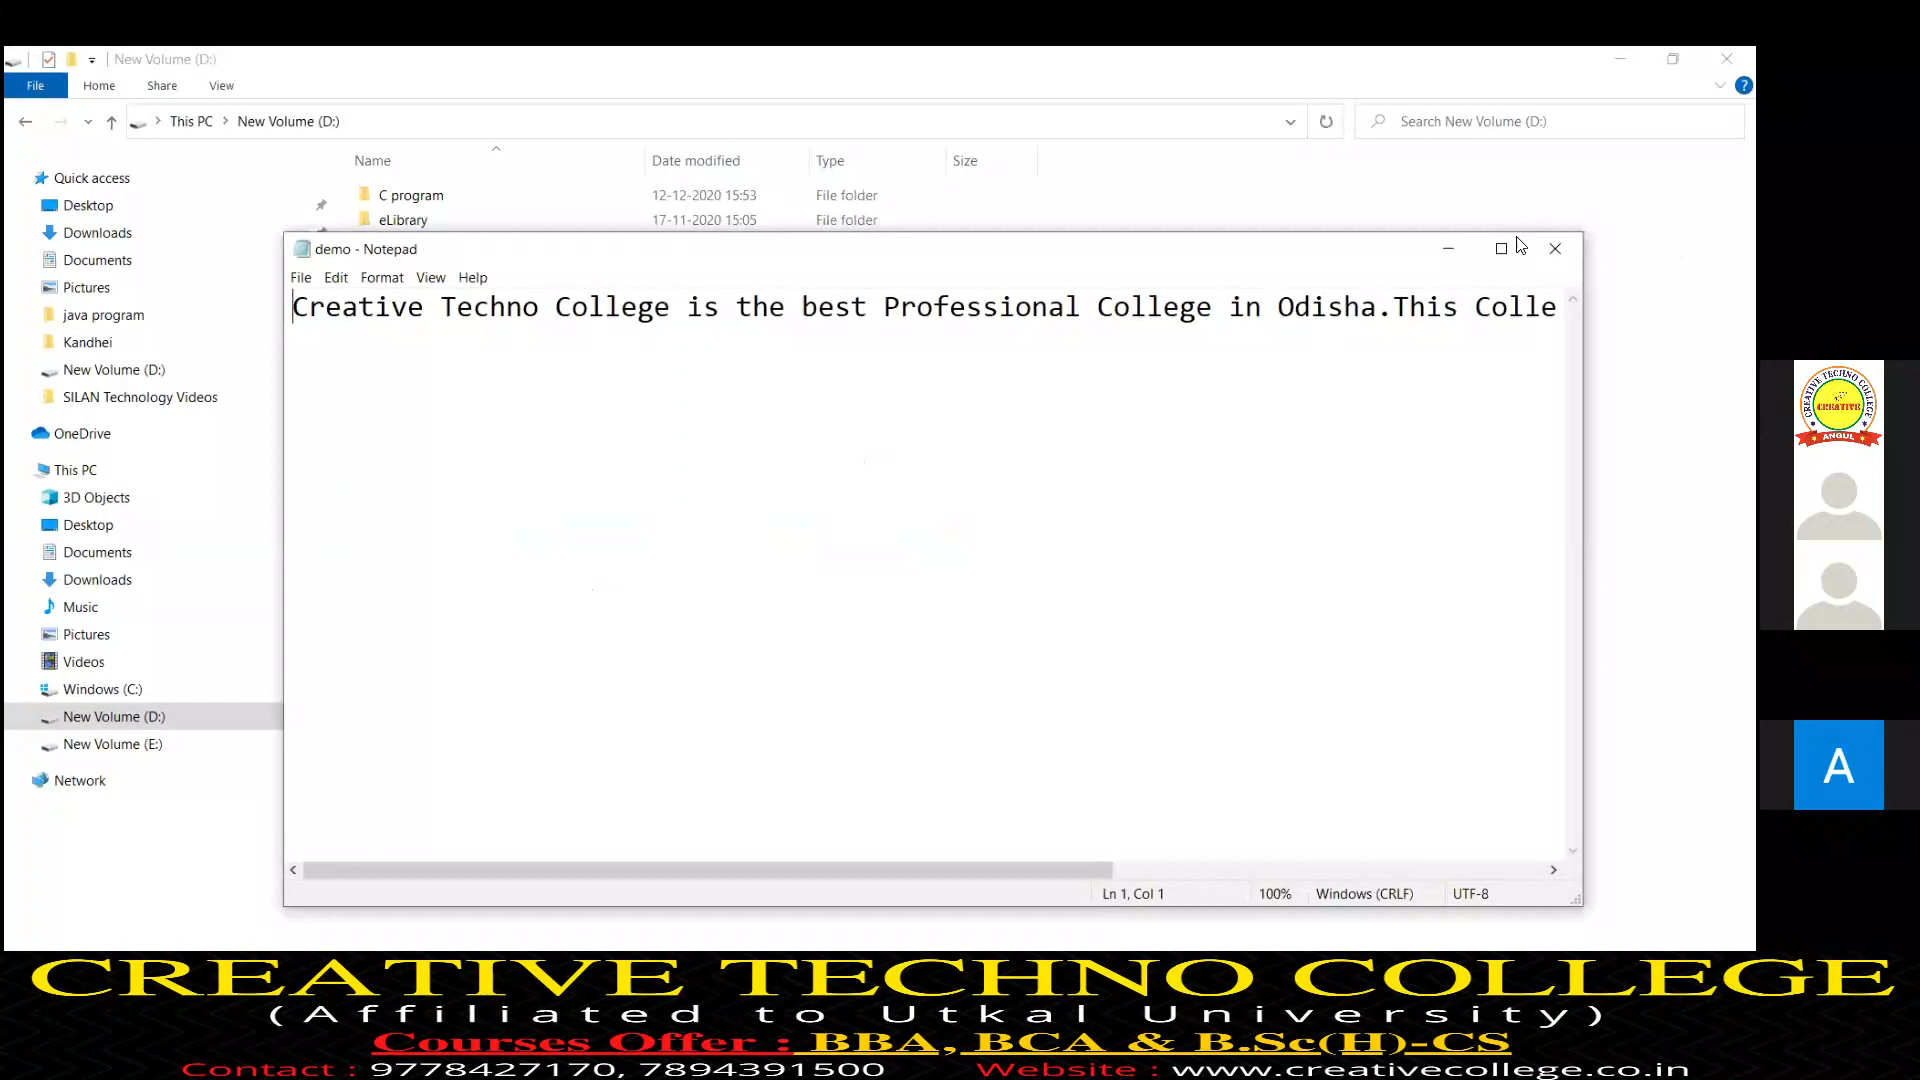 New Volume (D:)
File Home Share View
This PC New Volume (D:)
Search New Volume (D:)
Name Date modified Type Size
Quick access
Desktop
Downloads
Documents
Pictures
java program
Kandhei
New Volume (D:)
SILAN Technology Videos
OneDrive
This PC
3D Objects
Desktop
Documents
Downloads
Music
Pictures
Videos
Windows (C:)
New Volume (D:)
New Volume (E:)
Network
C program 12-12-2020 15:53 File folder
eLibrary 17-11-2020 15:05 File folder
demo - Notepad
File Edit Format View Help
Creative Techno College is the best Professional College in Odisha.This Colle
Ln 1, Col 1 100% Windows (CRLF) UTF-8
CREATIVE TECHNO COLLEGE
CREATIVE
ANGUL
A
CREATIVE TECHNO COLLEGE
(Affiliated to Utkal University)
Courses Offer : BBA, BCA & B.Sc(H)-CS
Contact : 9778427170, 7894391500 Website : www.creativecollege.co.in